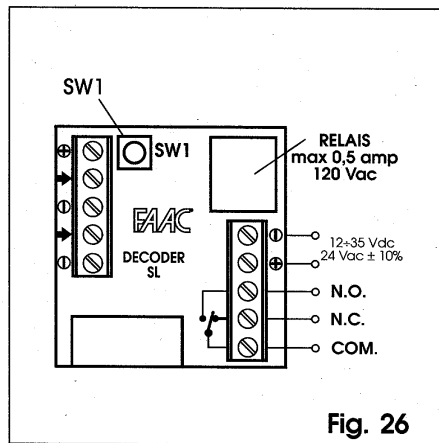 SW1
SW1
RELAIS
max 0,5 amp
120 Vac
FAAC
DECODER
SL
12÷35 Vdc
24 Vac ± 10%
N.O.
N.C.
COM.
Fig. 26